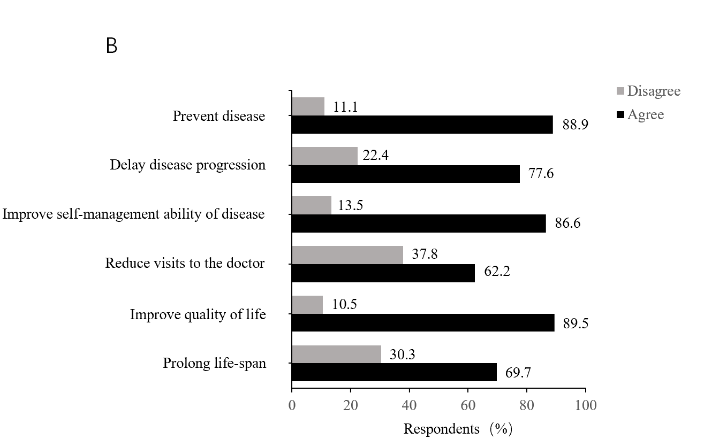 B
Disagree
Agree
Prevent disease
11.1
88.9
Delay disease progression
22.4
77.6
Improve self-management ability of disease
13.5
86.6
Reduce visits to the doctor
37.8
62.2
Improve quality of life
10.5
89.5
Prolong life-span
30.3
69.7
0 20 40 60 80 100
Respondents (%)